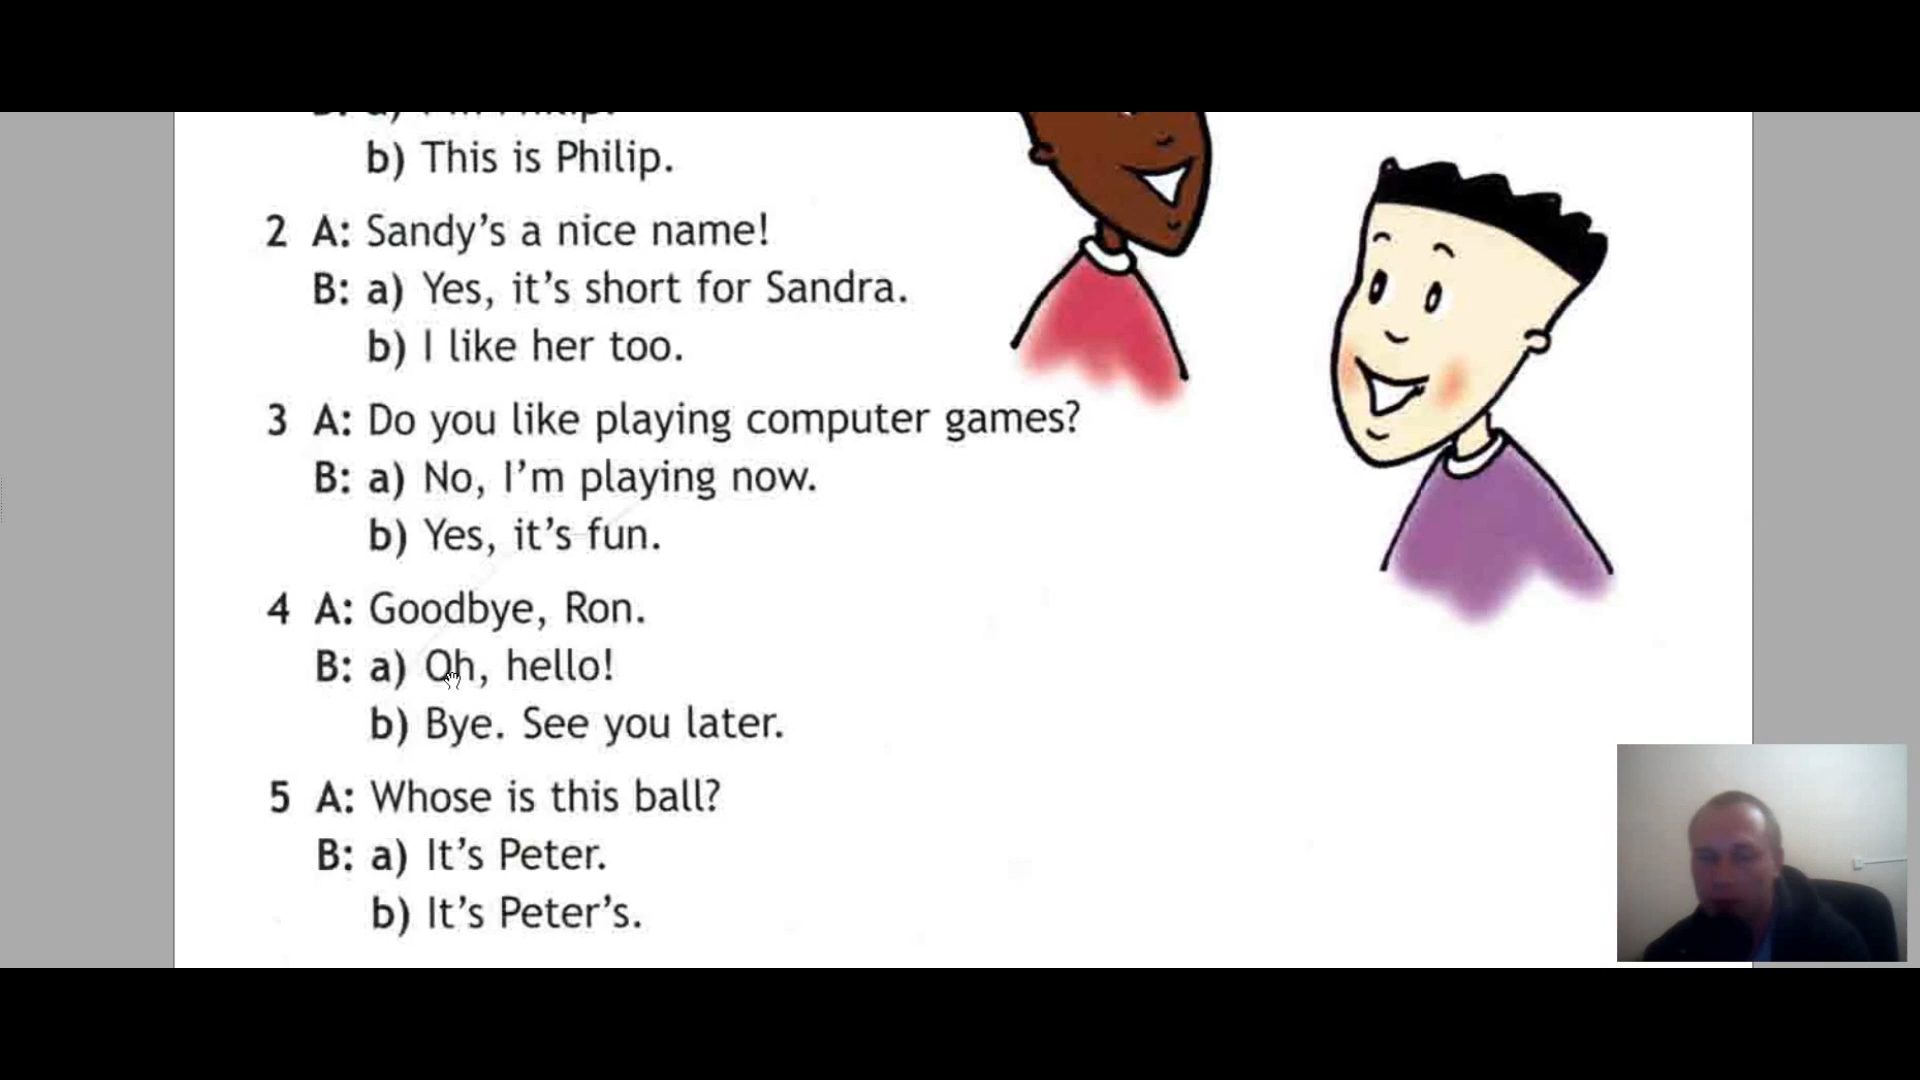 b) This is Philip.
2 A: Sandy's a nice name!
B: a) Yes, it's short for Sandra.
b) I like her too.
3 A: Do you like playing computer games?
B: a) No, I'm playing now.
b) Yes, it's fun.
4 A: Goodbye, Ron.
B: a) Oh, hello!
b) Bye. See you later.
5 A: Whose is this ball?
B: a) It's Peter.
b) It's Peter's.